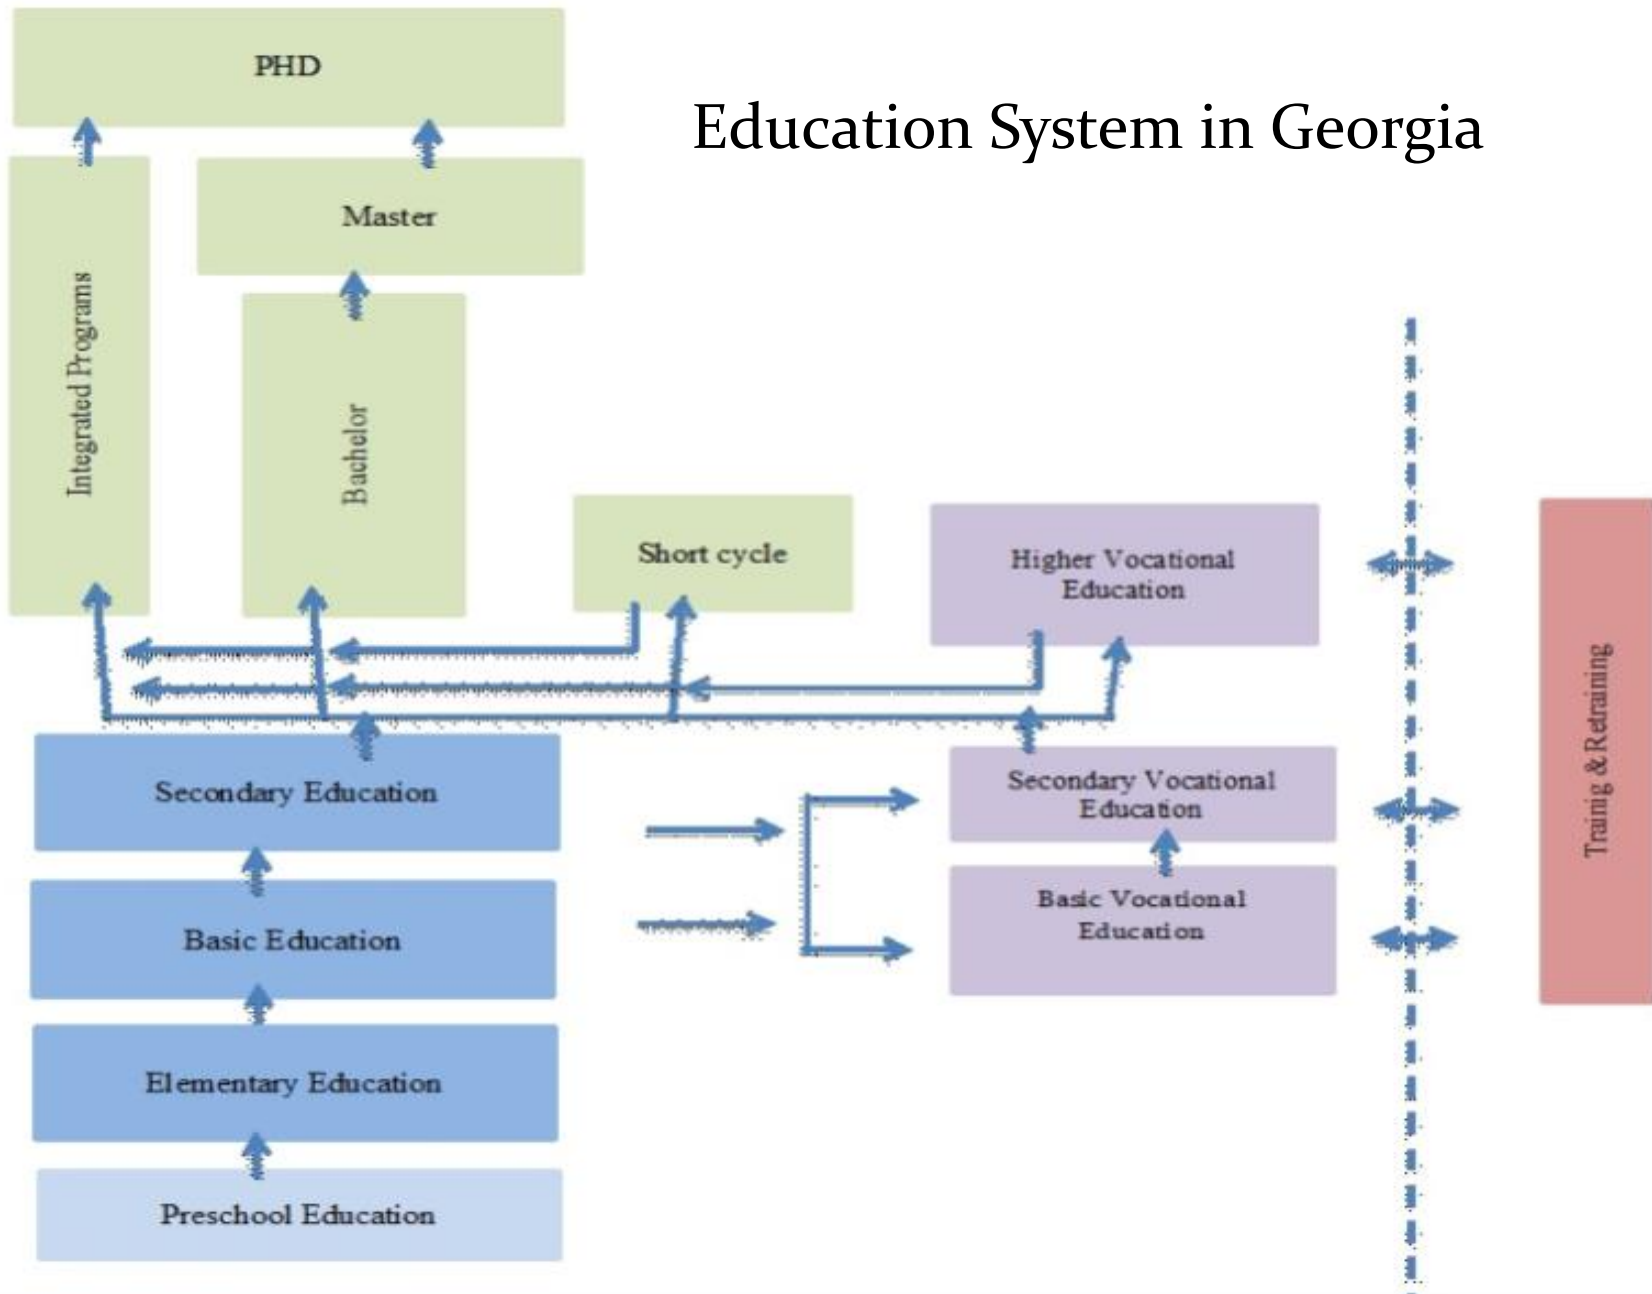 PHD
Education System in Georgia
Master
Integrated Programs
Bachelor
Short cycle
Higher Vocational
Education
Secondary Education
Secondary Vocational
Education
Basic Education
Basic Vocational
Education
Elementary Education
Preschool Education
Trainig & Retraining